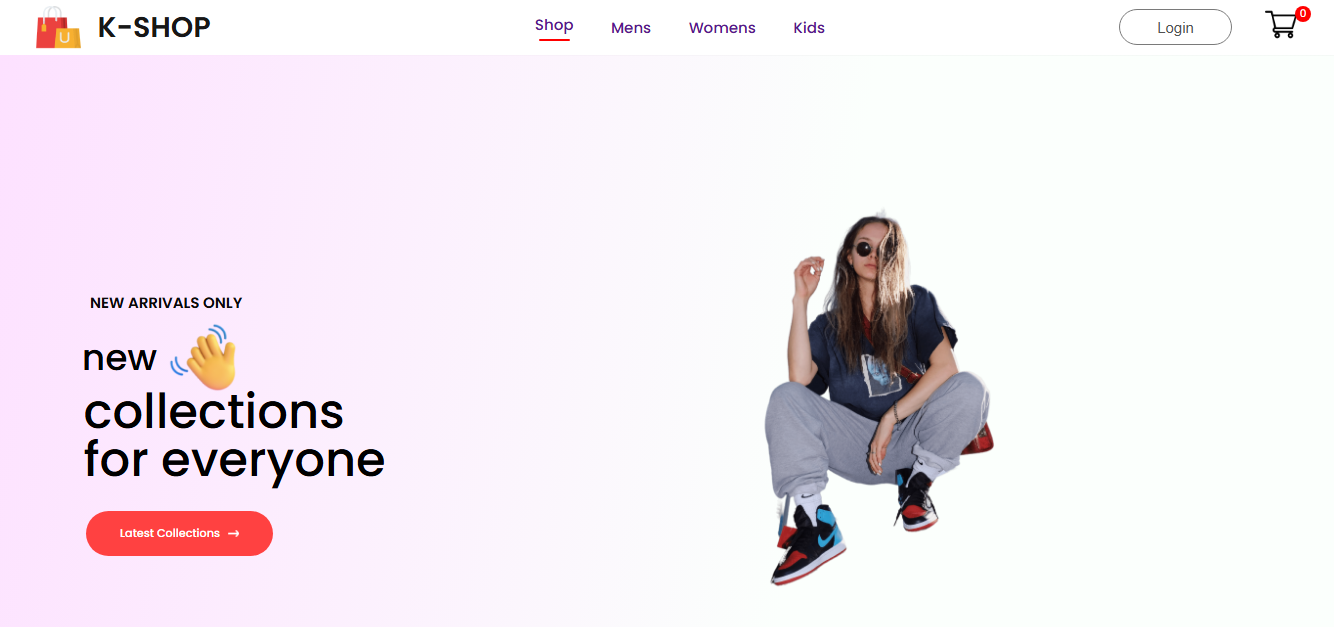 U
K-SHOP
Shop
Mens
Womens
Kids
Login
0
NEW ARRIVALS ONLY
new
collections
for everyone
Latest Collections →